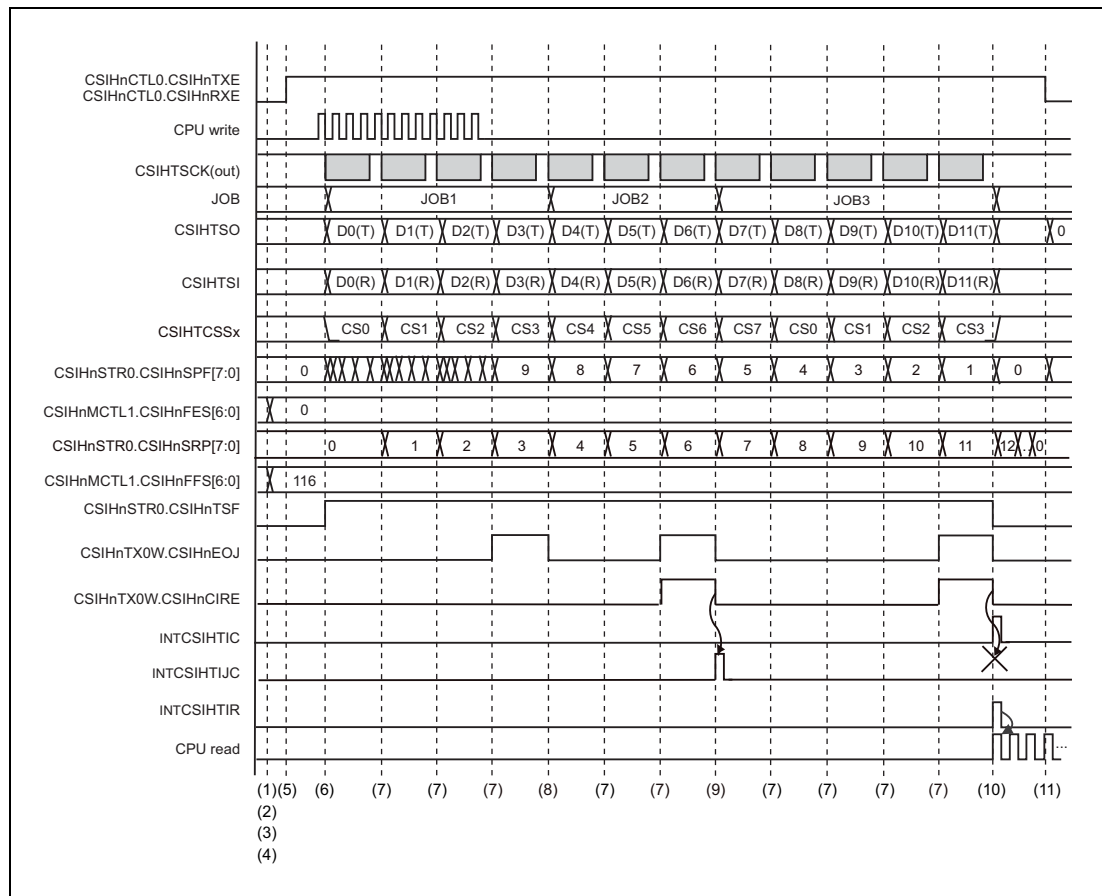 CSIHnCTL0.CSIHnTXE
CSIHnCTL0.CSIHnRXE
CPU write
CSIHTSCK(out)
JOB JOB1 JOB2 JOB3
CSIHTSO D0(T) D1(T) D2(T) D3(T) D4(T) D5(T) D6(T) D7(T) D8(T) D9(T) D10(T) D11(T) 0
CSIHTSI D0(R) D1(R) D2(R) D3(R) D4(R) D5(R) D6(R) D7(R) D8(R) D9(R) D10(R) D11(R)
CSIHTCSSx CS0 CS1 CS2 CS3 CS4 CS5 CS6 CS7 CS0 CS1 CS2 CS3
CSIHnSTR0.CSIHnSPF[7:0] 0 9 8 7 6 5 4 3 2 1 0
CSIHnMCTL1.CSIHnFES[6:0] 0
CSIHnSTR0.CSIHnSRP[7:0] 0 1 2 3 4 5 6 7 8 9 10 11 12 ... 0
CSIHnMCTL1.CSIHnFFS[6:0] 116
CSIHnSTR0.CSIHnTSF
CSIHnTX0W.CSIHnEOJ
CSIHnTX0W.CSIHnCIRE
INTCSIHTIC
INTCSIHTIJC
INTCSIHTIR
CPU read ...
(1) (5) (6) (7) (7) (7) (8) (7) (7) (9) (7) (7) (7) (7) (10) (11)
(2)
(3)
(4)